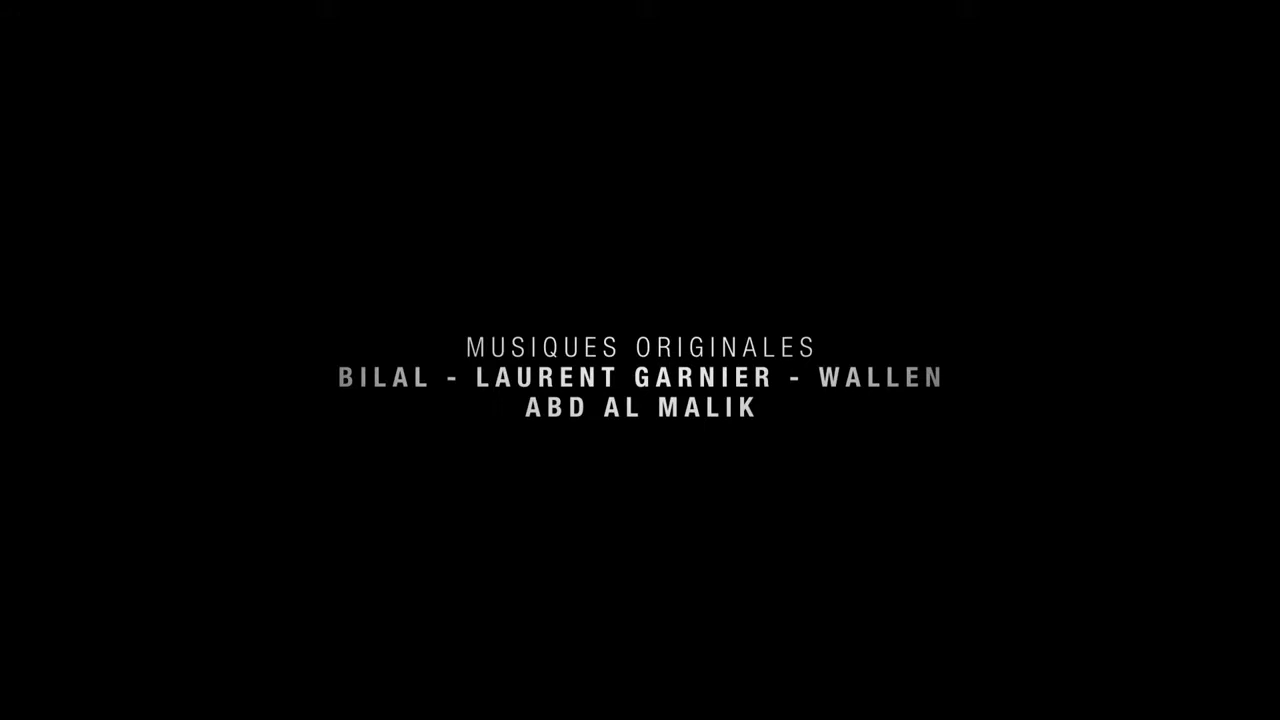 MUSIQUES ORIGINALES
BILAL - LAURENT GARNIER - WALLEN
ABD AL MALIK